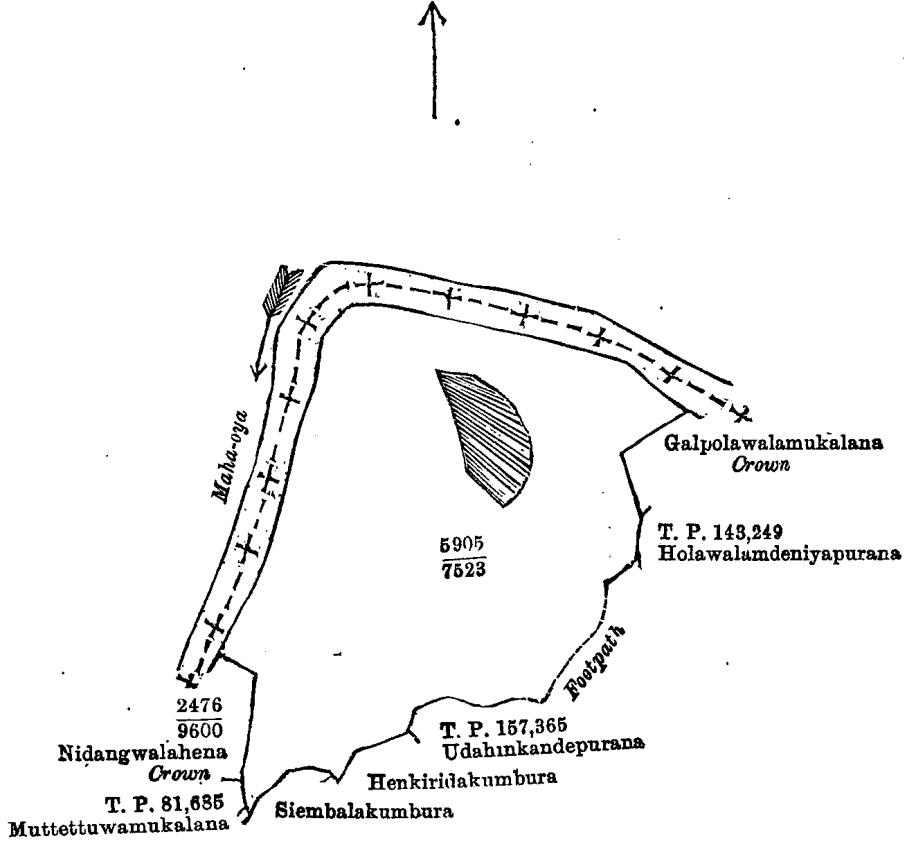 Maha-oya
Galpolawalamukalana
Crown
T. P. 143,249
Holawalamdeniyapurana
5905
7523
Footpath
2476
9600
Nidangwalahena
Crown
T. P. 81,685
Muttettuwamukalana
T. P. 157,365
Udahinkandepurana
Henkiridakumbura
Siembalakumbura